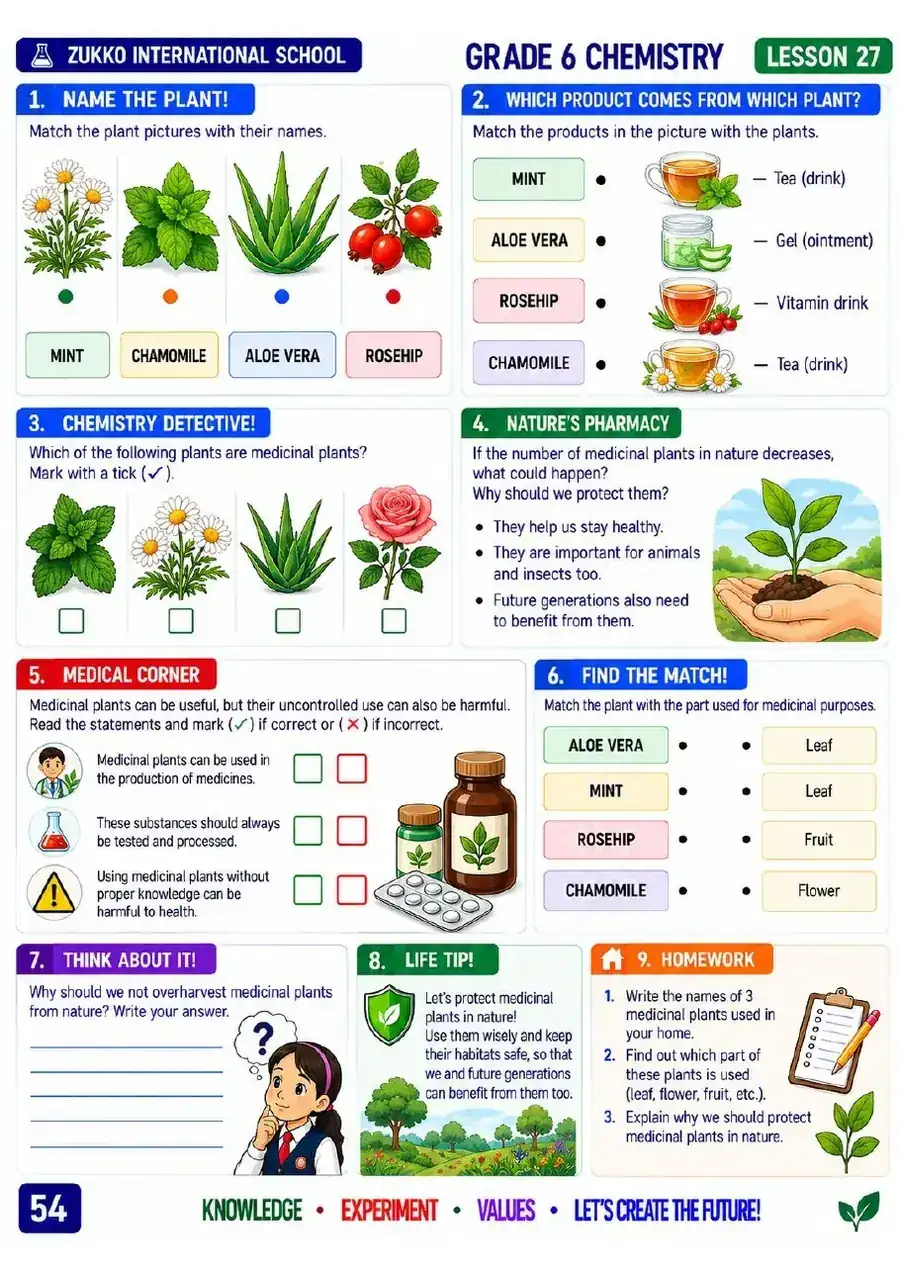 ZUKKO INTERNATIONAL SCHOOL
GRADE 6 CHEMISTRY
LESSON 27
1. NAME THE PLANT!
Match the plant pictures with their names.
MINT
CHAMOMILE
ALOE VERA
ROSEHIP
2. WHICH PRODUCT COMES FROM WHICH PLANT?
Match the products in the picture with the plants.
MINT • — Tea (drink)
ALOE VERA • — Gel (ointment)
ROSEHIP • — Vitamin drink
CHAMOMILE • — Tea (drink)
3. CHEMISTRY DETECTIVE!
Which of the following plants are medicinal plants?
Mark with a tick (✓).
4. NATURE'S PHARMACY
If the number of medicinal plants in nature decreases,
what could happen?
Why should we protect them?
• They help us stay healthy.
• They are important for animals
and insects too.
• Future generations also need
to benefit from them.
5. MEDICAL CORNER
Medicinal plants can be useful, but their uncontrolled use can also be harmful.
Read the statements and mark (✓) if correct or (✗) if incorrect.
Medicinal plants can be used in
the production of medicines.
These substances should always
be tested and processed.
Using medicinal plants without
proper knowledge can be
harmful to health.
6. FIND THE MATCH!
Match the plant with the part used for medicinal purposes.
ALOE VERA • • Leaf
MINT • • Leaf
ROSEHIP • • Fruit
CHAMOMILE • • Flower
7. THINK ABOUT IT!
Why should we not overharvest medicinal plants
from nature? Write your answer.
?
8. LIFE TIP!
Let's protect medicinal
plants in nature!
Use them wisely and keep
their habitats safe, so that
we and future generations
can benefit from them too.
9. HOMEWORK
1. Write the names of 3
medicinal plants used in
your home.
2. Find out which part of
these plants is used
(leaf, flower, fruit, etc.).
3. Explain why we should protect
medicinal plants in nature.
54
KNOWLEDGE • EXPERIMENT • VALUES • LET'S CREATE THE FUTURE!